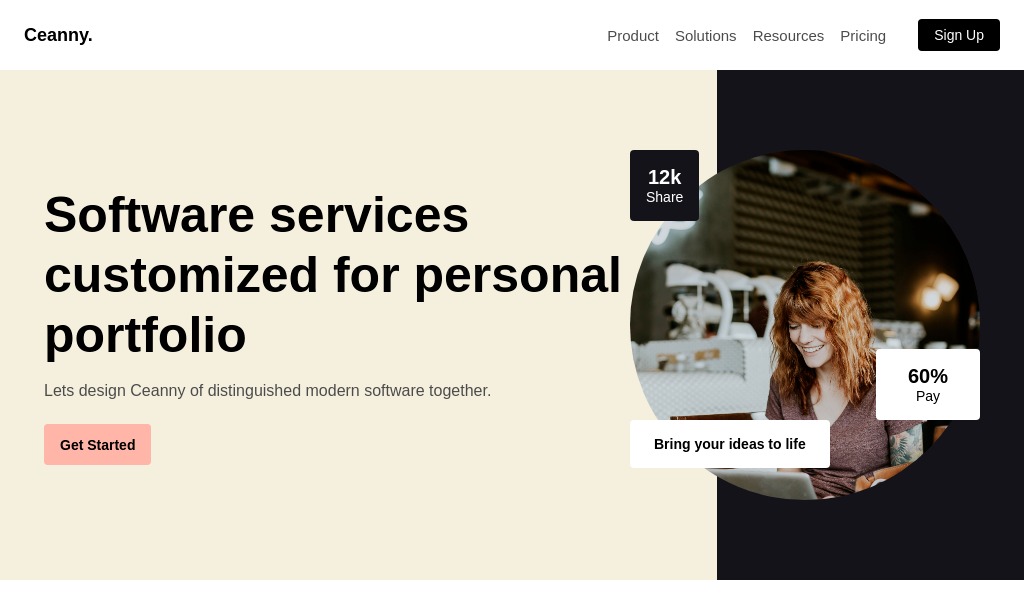 Ceanny.
Product Solutions Resources Pricing Sign Up
Software services
customized for personal
portfolio
Lets design Ceanny of distinguished modern software together.
Get Started
12k
Share
60%
Pay
Bring your ideas to life